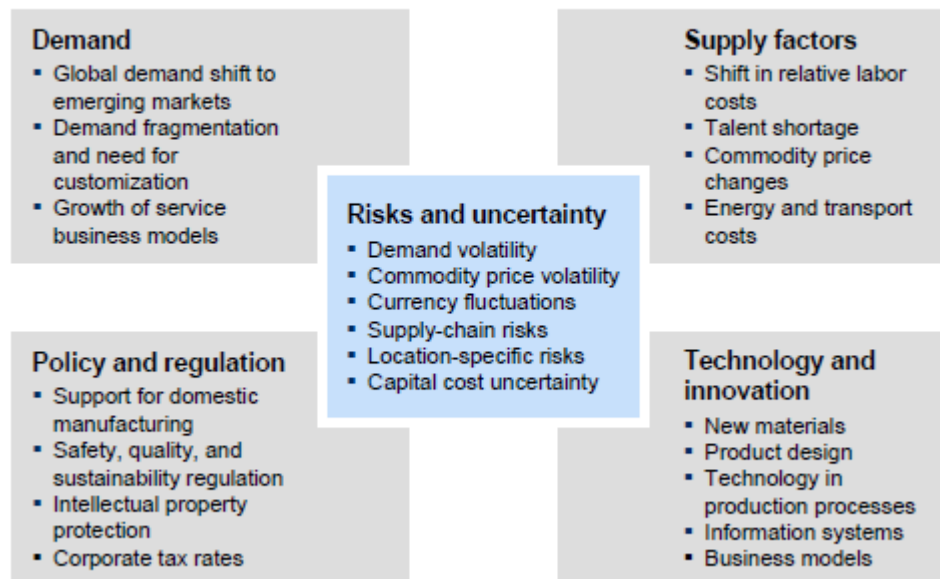 Demand
▪ Global demand shift to
emerging markets
▪ Demand fragmentation
and need for
customization
▪ Growth of service
business models
Supply factors
▪ Shift in relative labor
costs
▪ Talent shortage
▪ Commodity price
changes
▪ Energy and transport
costs
Risks and uncertainty
▪ Demand volatility
▪ Commodity price volatility
▪ Currency fluctuations
▪ Supply-chain risks
▪ Location-specific risks
▪ Capital cost uncertainty
Policy and regulation
▪ Support for domestic
manufacturing
▪ Safety, quality, and
sustainability regulation
▪ Intellectual property
protection
▪ Corporate tax rates
Technology and
innovation
▪ New materials
▪ Product design
▪ Technology in
production processes
▪ Information systems
▪ Business models